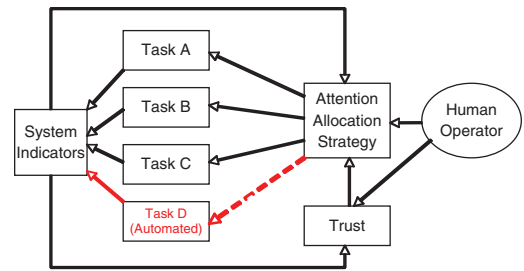 Task A
Task B
Task C
Task D
(Automated)
System
Indicators
Attention
Allocation
Strategy
Human
Operator
Trust